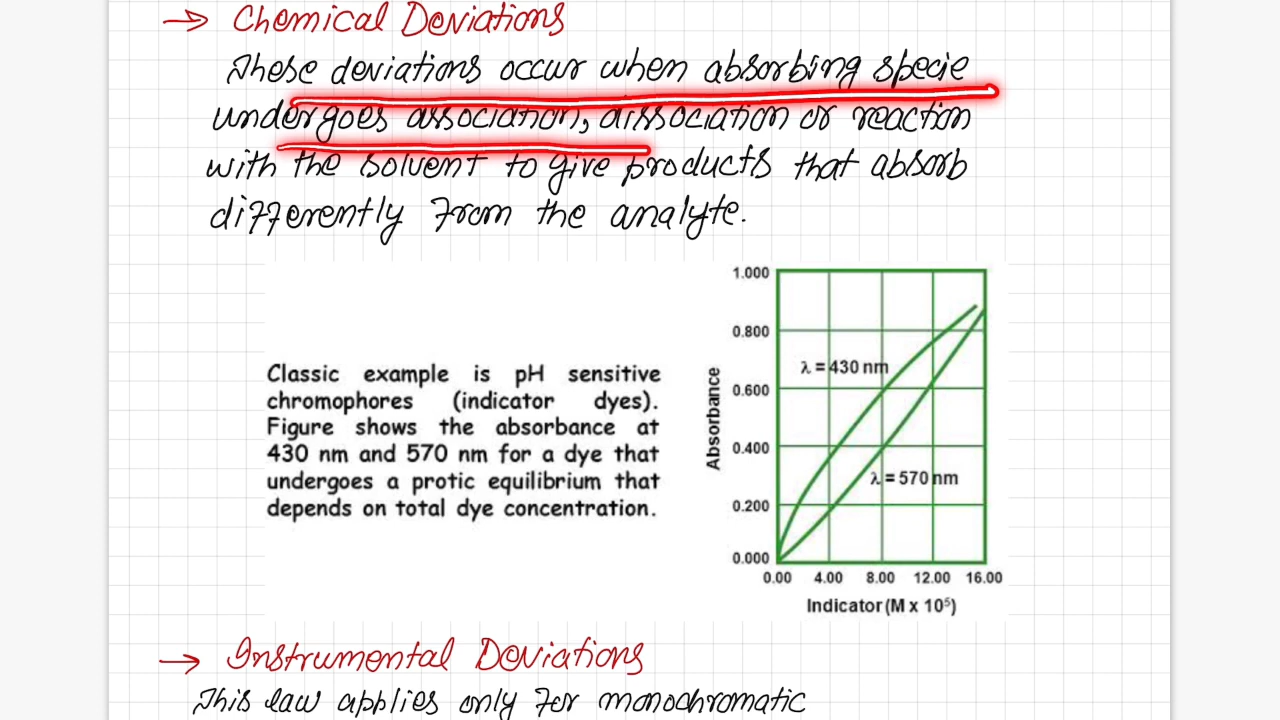 → Chemical Deviations
These deviations occur when absorbing specie
undergoes association, dissociation or reaction
with the solvent to give products that absorb
differently from the analyte.
Classic example is pH sensitive
chromophores (indicator dyes).
Figure shows the absorbance at
430 nm and 570 nm for a dye that
undergoes a protic equilibrium that
depends on total dye concentration.
Absorbance
1.000
0.800
0.600
0.400
0.200
0.000
λ = 430 nm
λ = 570 nm
0.00 4.00 8.00 12.00 16.00
Indicator (M x 10⁵)
→ Instrumental Deviations
This law applies only for monochromatic